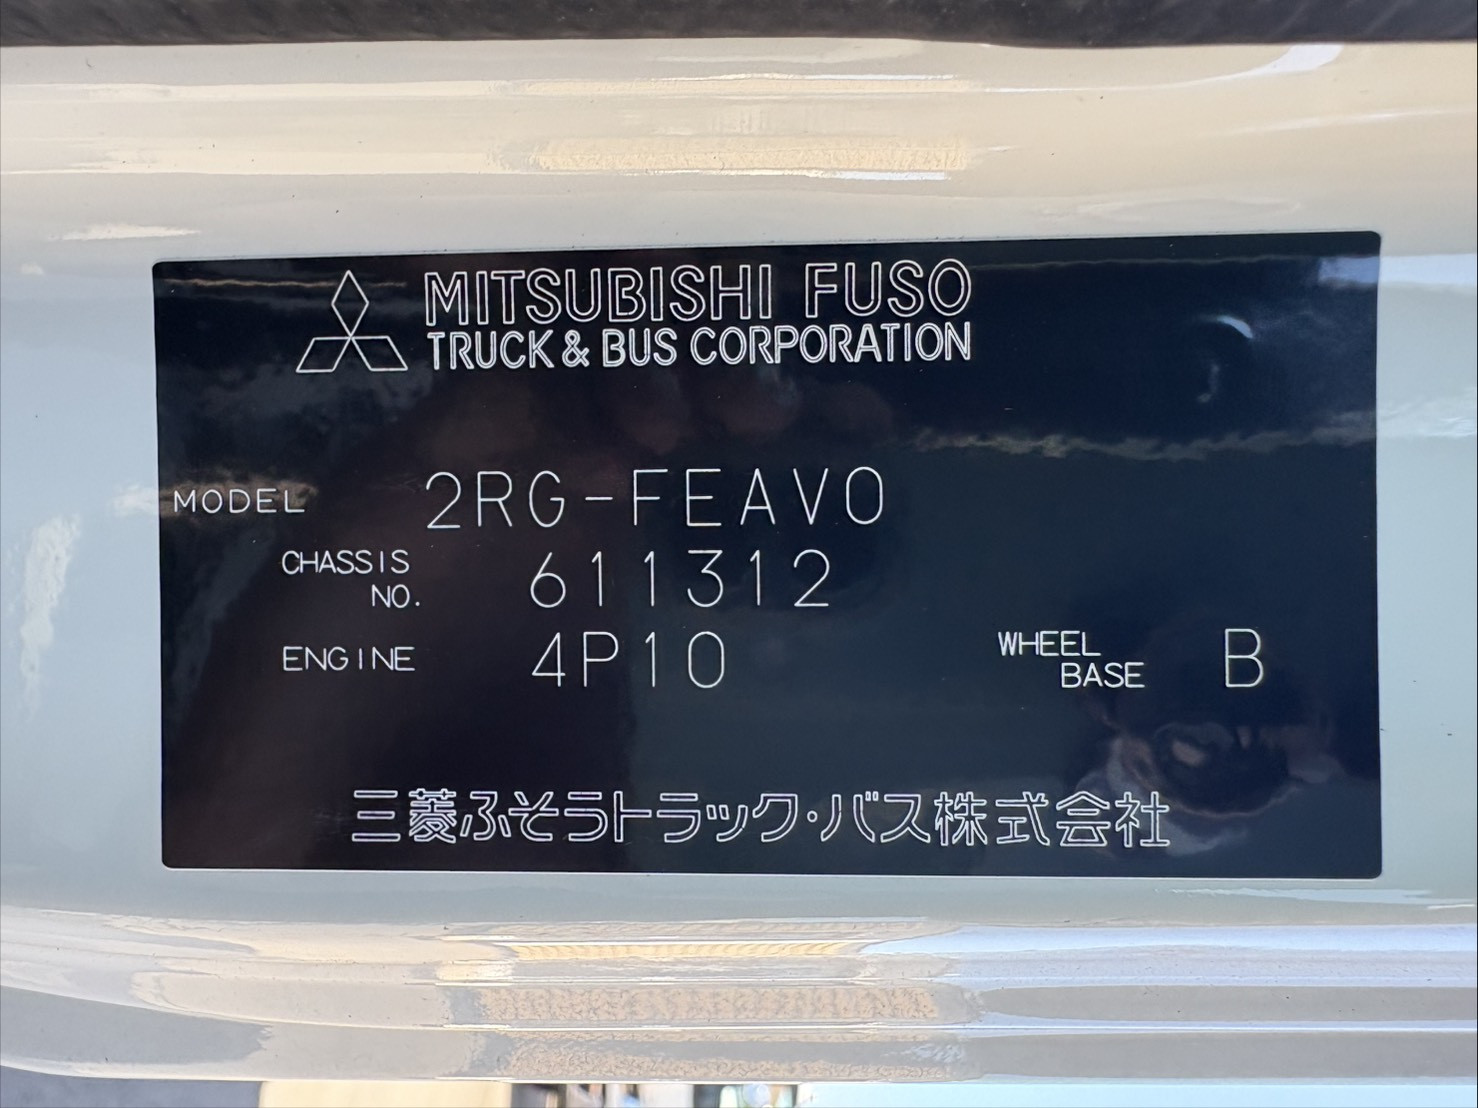 MITSUBISHI FUSO
TRUCK & BUS CORPORATION
MODEL 2RG-FEAV0
CHASSIS NO. 611312
ENGINE 4P10 WHEEL BASE B
三菱ふそうトラック・バス株式会社